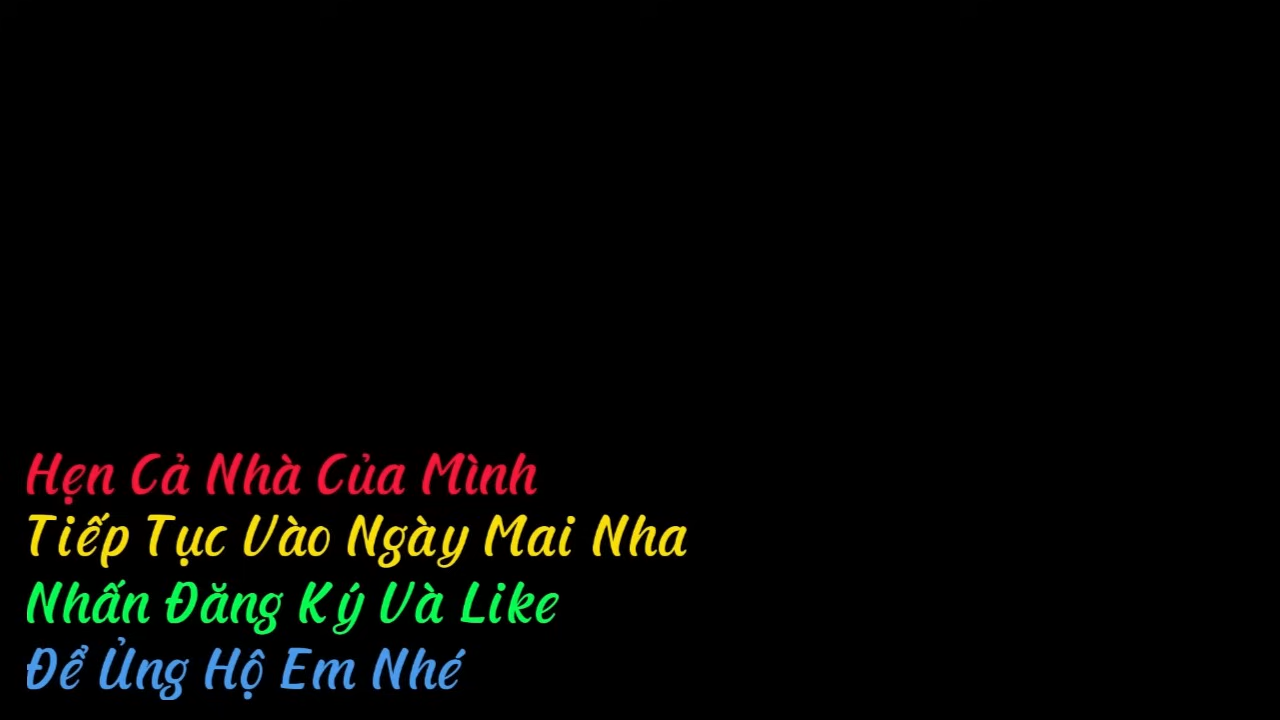 Hẹn Cả Nhà Của Mình
Tiếp Tục Vào Ngày Mai Nha
Nhấn Đăng Ký Và Like
Để Ủng Hộ Em Nhé